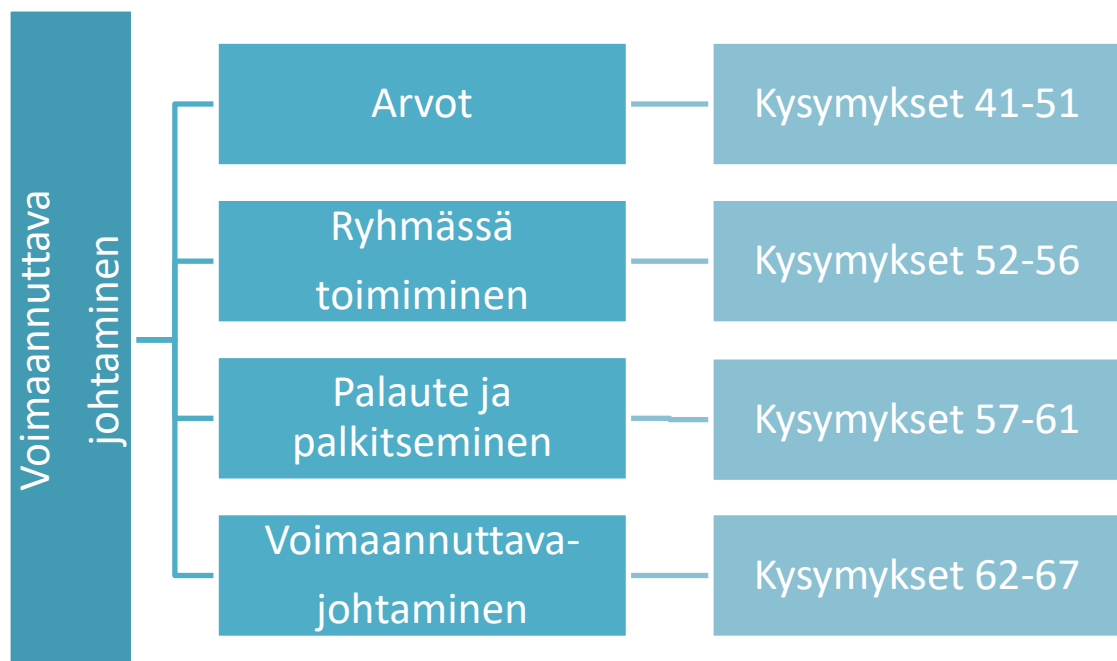 Voimaannuttava
johtaminen
Arvot
Kysymykset 41-51
Ryhmässä
toimiminen
Kysymykset 52-56
Palaute ja
palkitseminen
Kysymykset 57-61
Voimaannuttava-
johtaminen
Kysymykset 62-67